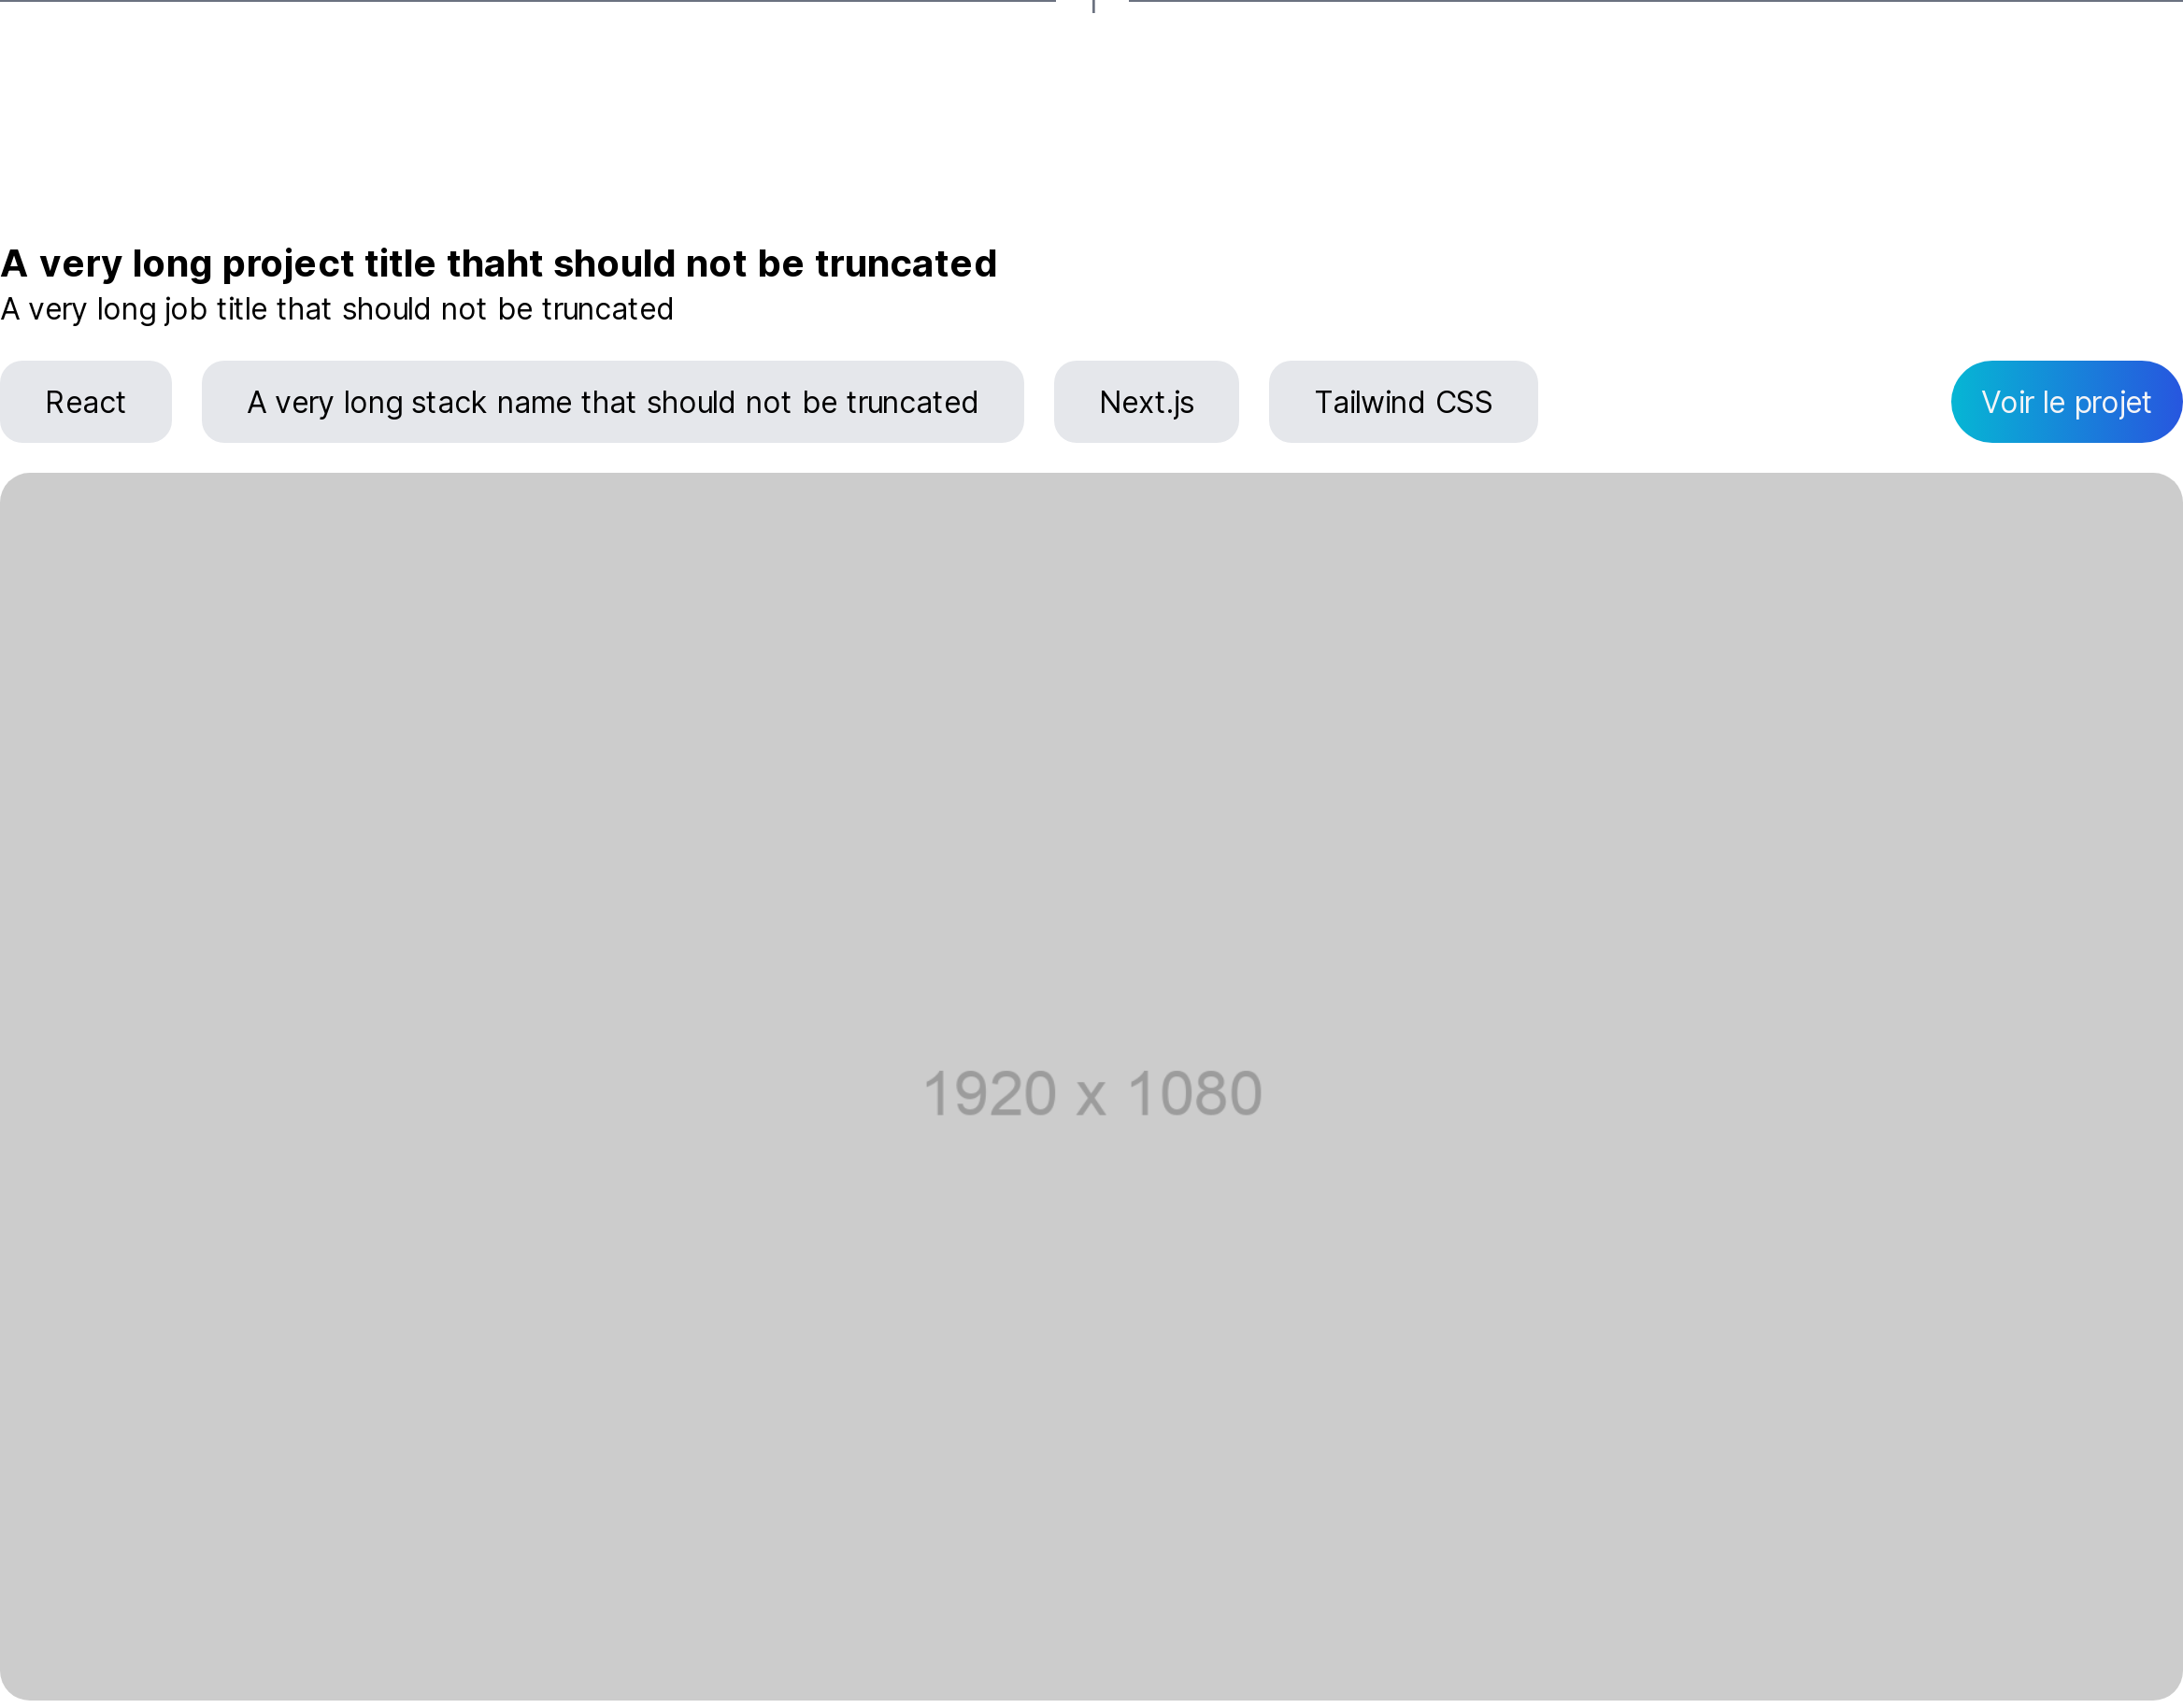 A very long project title thaht should not be truncated
A very long job title that should not be truncated
React A very long stack name that should not be truncated Next.js Tailwind CSS Voir le projet
1920 x 1080